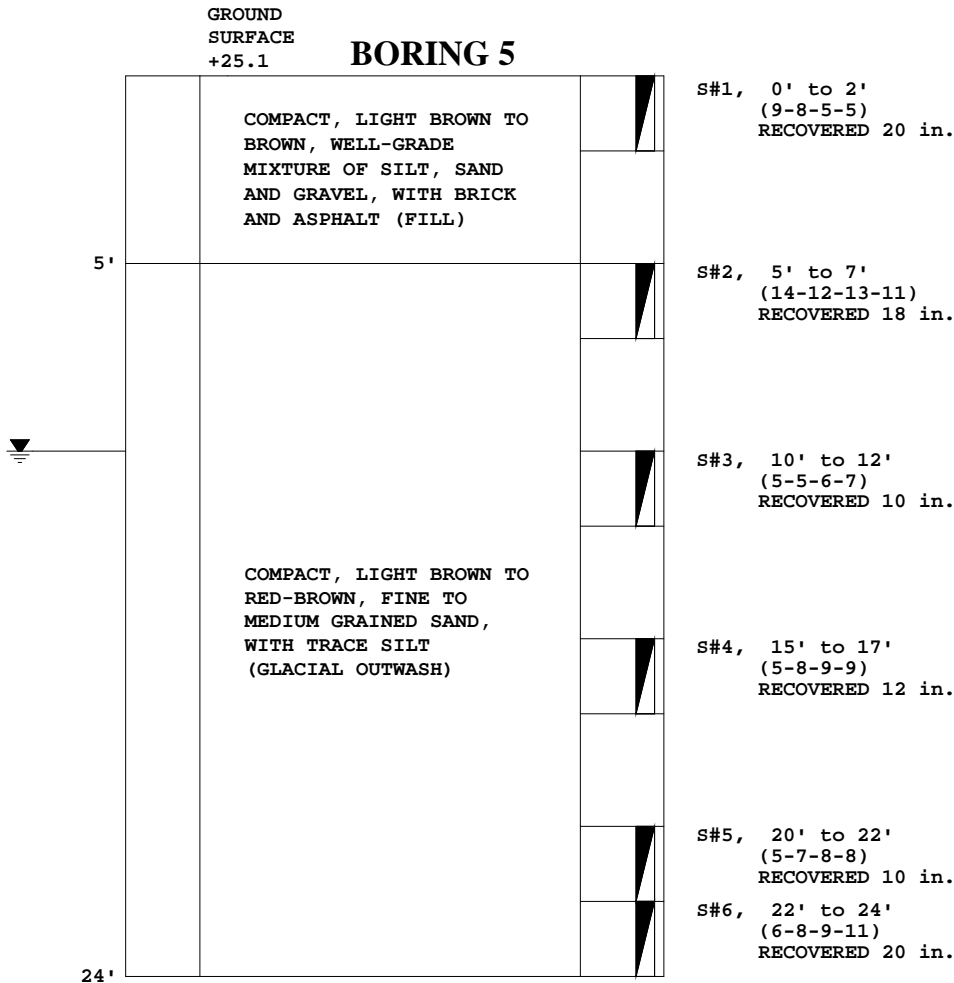 GROUND
SURFACE
+25.1
BORING 5
COMPACT, LIGHT BROWN TO
BROWN, WELL-GRADE
MIXTURE OF SILT, SAND
AND GRAVEL, WITH BRICK
AND ASPHALT (FILL)
S#1, 0' to 2'
(9-8-5-5)
RECOVERED 20 in.
5'
S#2, 5' to 7'
(14-12-13-11)
RECOVERED 18 in.
S#3, 10' to 12'
(5-5-6-7)
RECOVERED 10 in.
COMPACT, LIGHT BROWN TO
RED-BROWN, FINE TO
MEDIUM GRAINED SAND,
WITH TRACE SILT
(GLACIAL OUTWASH)
S#4, 15' to 17'
(5-8-9-9)
RECOVERED 12 in.
S#5, 20' to 22'
(5-7-8-8)
RECOVERED 10 in.
S#6, 22' to 24'
(6-8-9-11)
RECOVERED 20 in.
24'